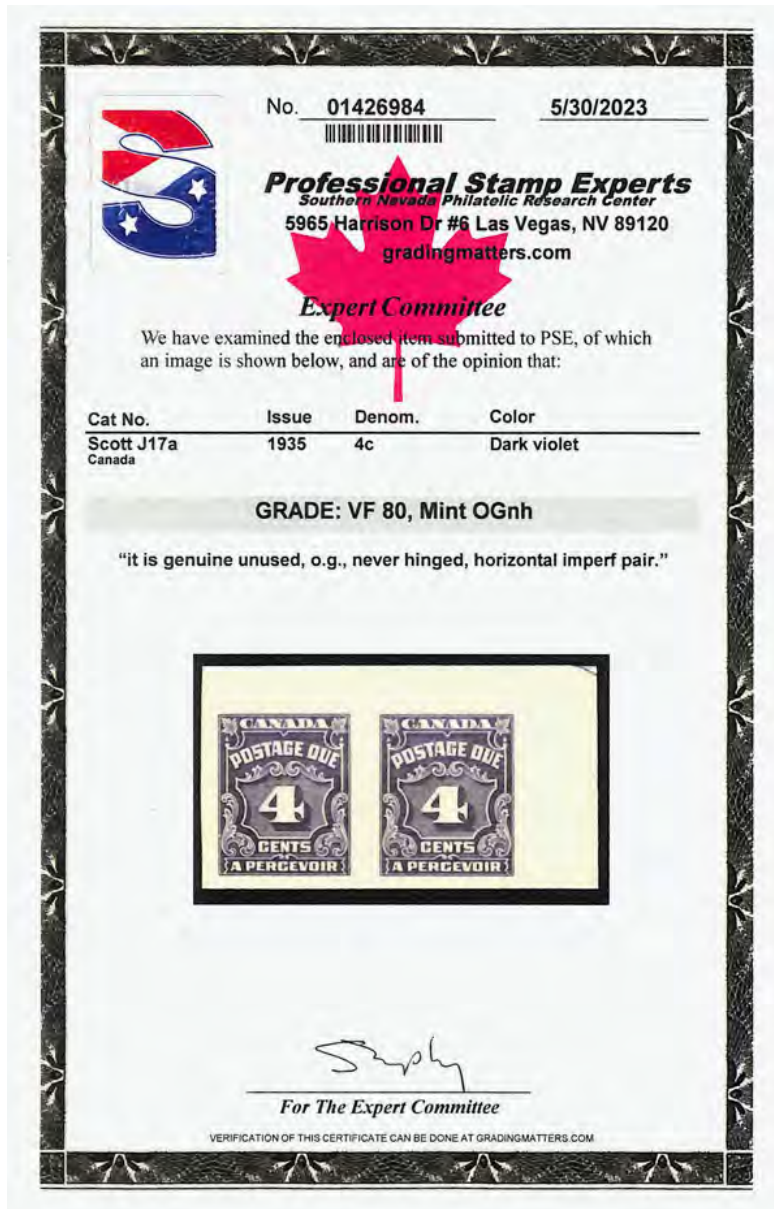 No. 01426984 5/30/2023
Professional Stamp Experts
Southern Nevada Philatelic Research Center
5965 Harrison Dr #6 Las Vegas, NV 89120
gradingmatters.com
Expert Committee
We have examined the enclosed item submitted to PSE, of which
an image is shown below, and are of the opinion that:
Cat No. Issue Denom. Color
Scott J17a 1935 4c Dark violet
Canada
GRADE: VF 80, Mint OGnh
“it is genuine unused, o.g., never hinged, horizontal imperf pair.”
CANADA CANADA
POSTAGE DUE POSTAGE DUE
4 4
CENTS CENTS
A PERCEVOIR A PERCEVOIR
For The Expert Committee
VERIFICATION OF THIS CERTIFICATE CAN BE DONE AT GRADINGMATTERS.COM